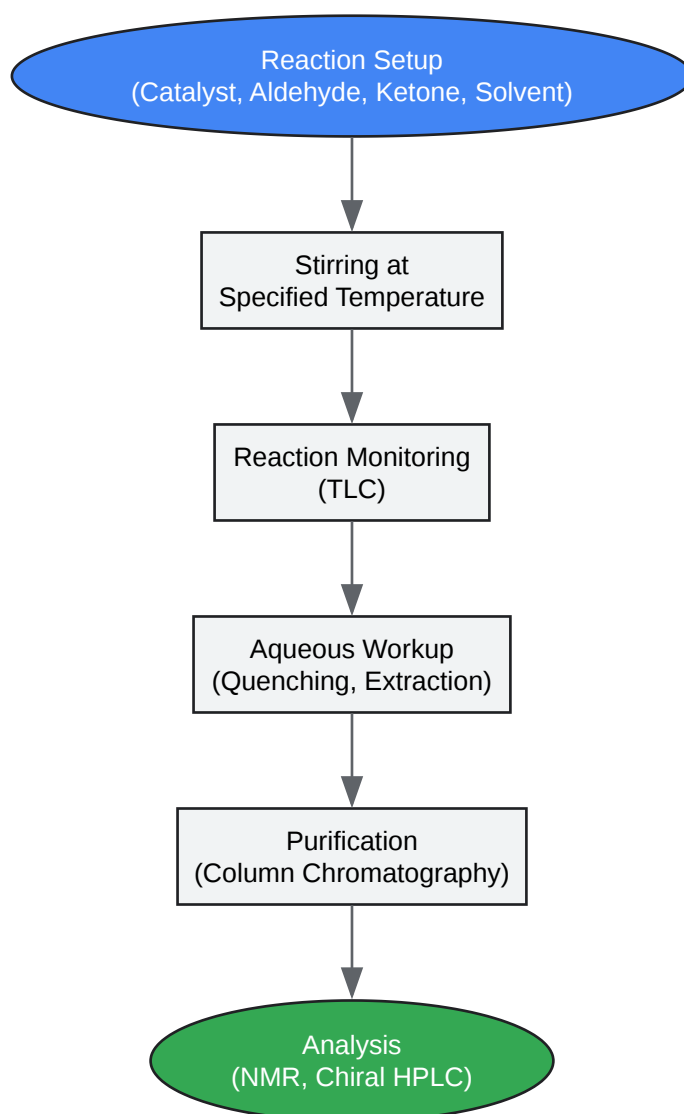 Reaction Setup
(Catalyst, Aldehyde, Ketone, Solvent)
Stirring at
Specified Temperature
Reaction Monitoring
(TLC)
Aqueous Workup
(Quenching, Extraction)
Purification
(Column Chromatography)
Analysis
(NMR, Chiral HPLC)